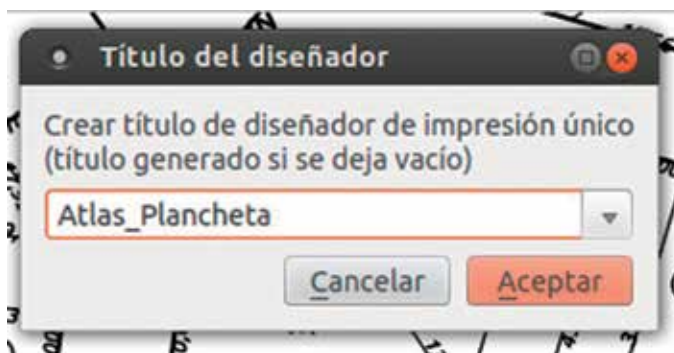 Título del diseñador
Crear título de diseñador de impresión único
(título generado si se deja vacío)
Atlas_Plancheta
Cancelar
Aceptar